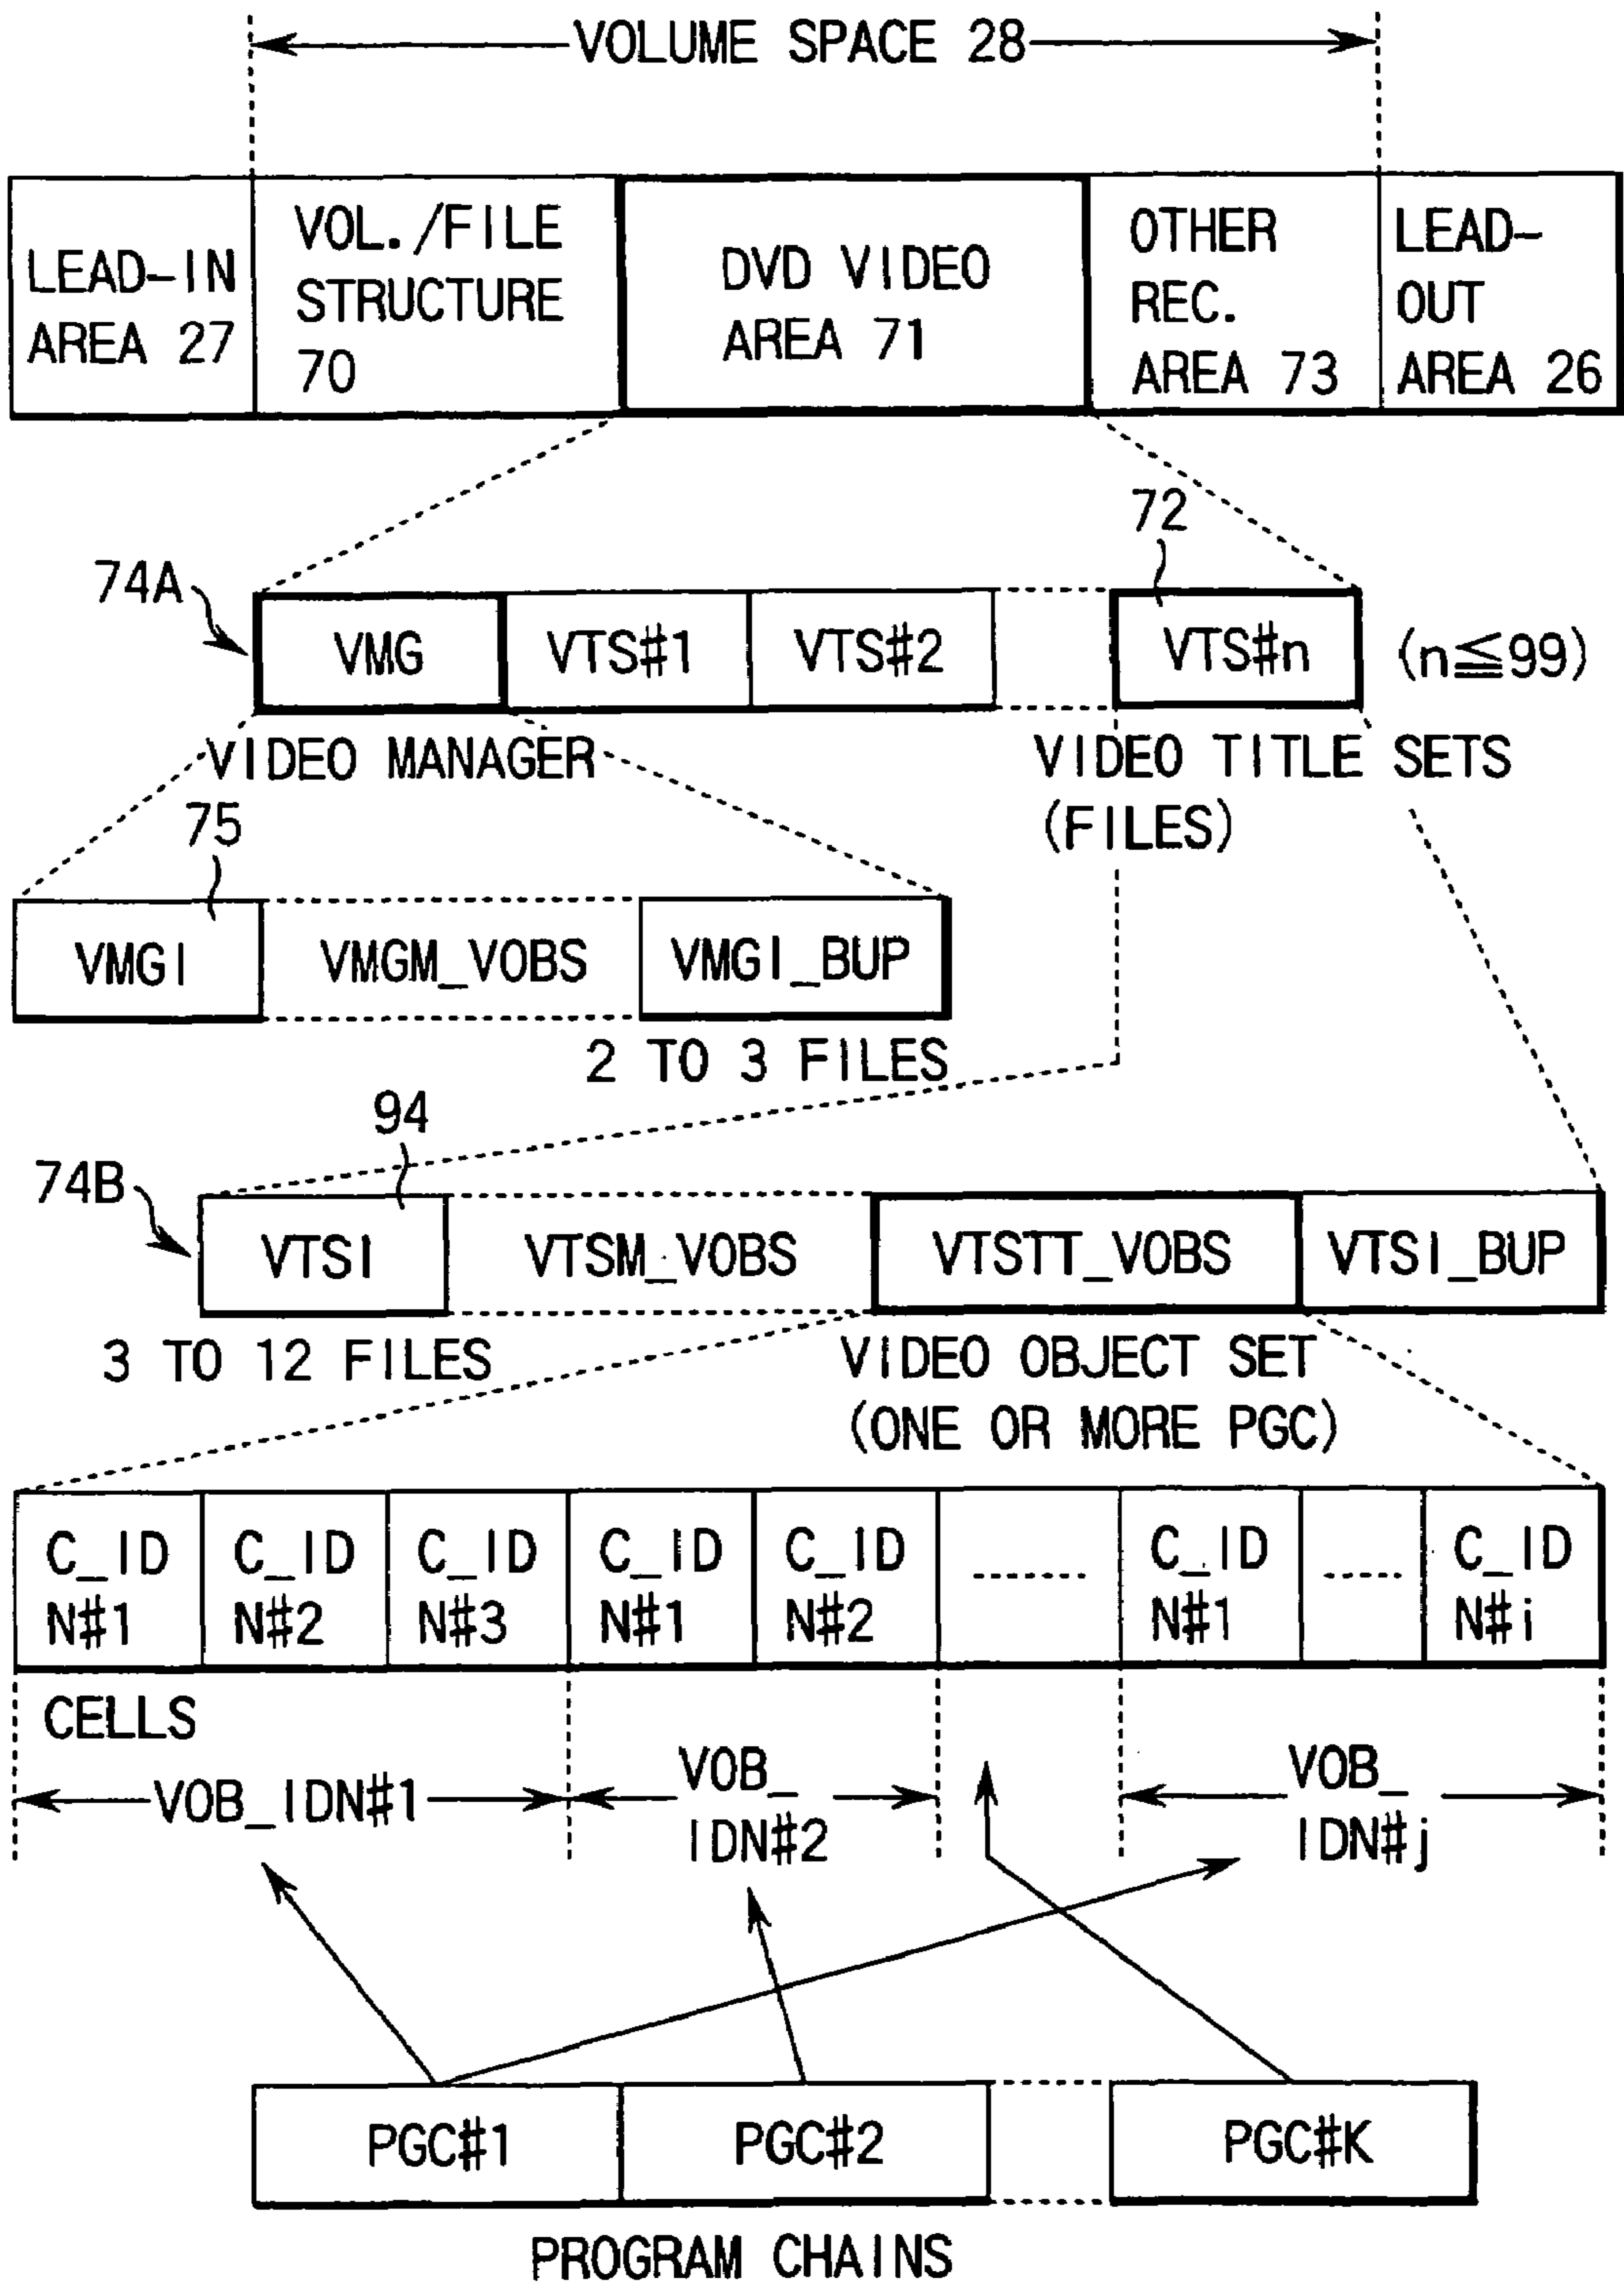 VOLUME SPACE 28
LEAD-IN
AREA 27
VOL./FILE
STRUCTURE
70
DVD VIDEO
AREA 71
OTHER
REC.
AREA 73
LEAD-
OUT
AREA 26
72
74A
VMG
VTS#1
VTS#2
VTS#n
(n≦99)
VIDEO MANAGER
VIDEO TITLE SETS
(FILES)
75
VMGI
VMGM_VOBS
VMGI_BUP
2 TO 3 FILES
94
74B
VTSI
VTSM_VOBS
VTSTT_VOBS
VTSI_BUP
3 TO 12 FILES
VIDEO OBJECT SET
(ONE OR MORE PGC)
C_ID
N#1
C_ID
N#2
C_ID
N#3
C_ID
N#1
C_ID
N#2
C_ID
N#1
C_ID
N#i
CELLS
VOB_IDN#1
VOB_
IDN#2
VOB_
IDN#j
PGC#1
PGC#2
PGC#K
PROGRAM CHAINS